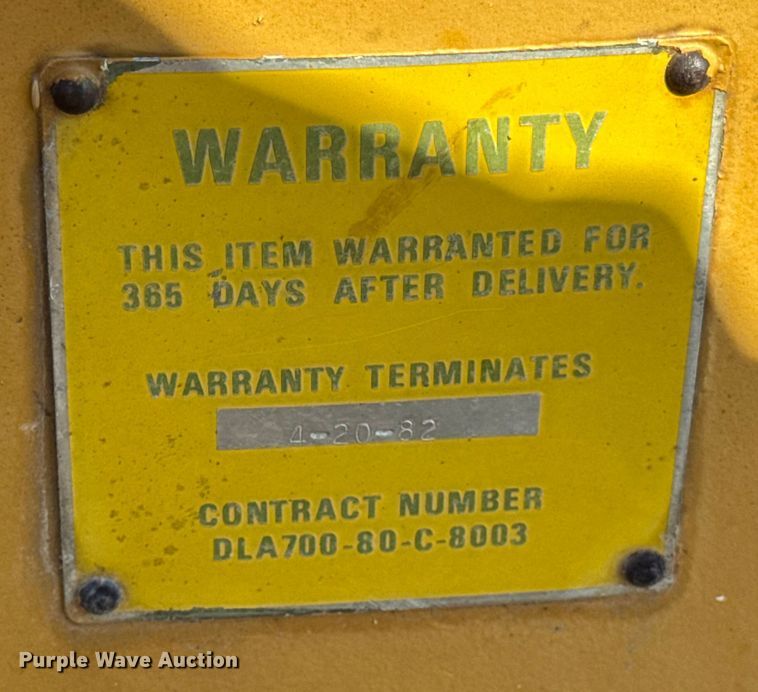 WARRANTY
THIS ITEM WARRANTED FOR
365 DAYS AFTER DELIVERY.
WARRANTY TERMINATES
4-20-82
CONTRACT NUMBER
DLA700-80-C-8003
Purple Wave Auction